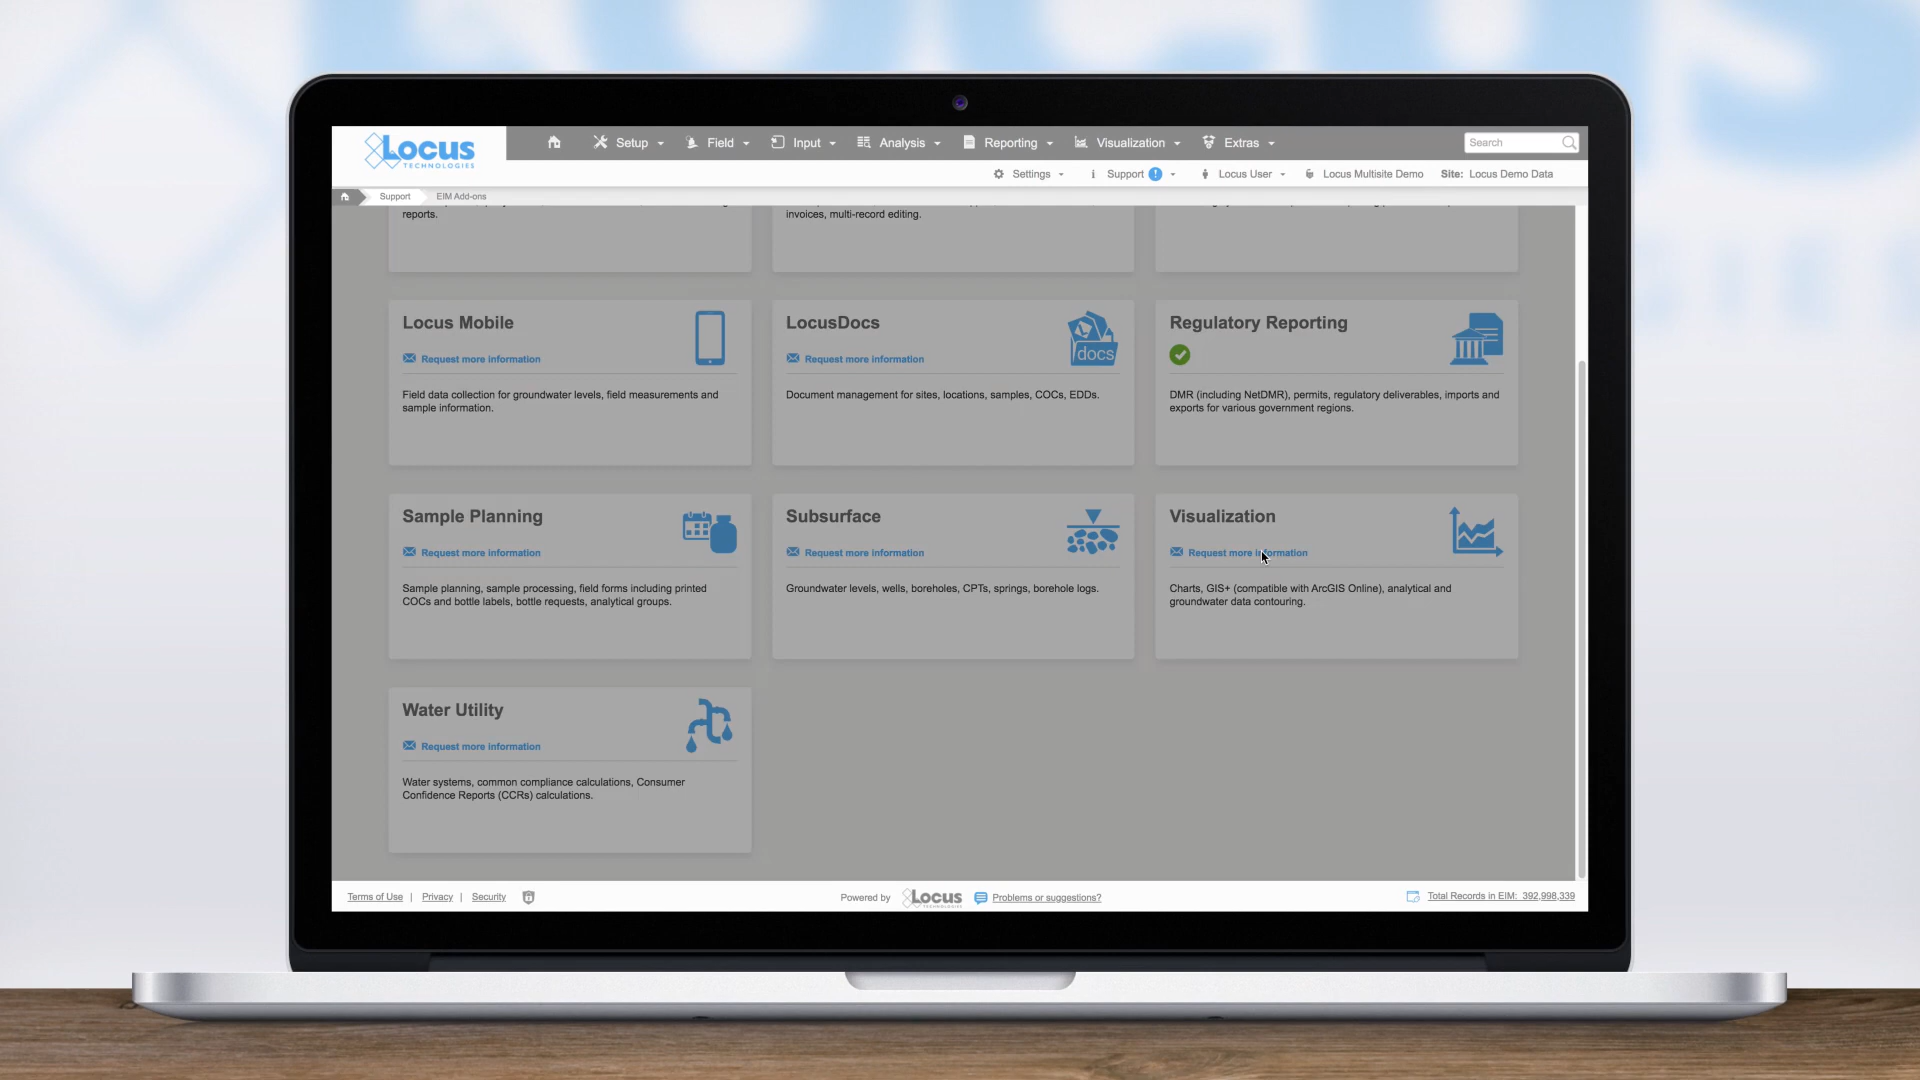 Locus
TECHNOLOGIES
Setup
Field
Input
Analysis
Reporting
Visualization
Extras
Search
Settings
Support
Locus User
Locus Multisite Demo
Site: Locus Demo Data
Support
EIM Add-ons
reports.
invoices, multi-record editing.
Locus Mobile
Request more information
Field data collection for groundwater levels, field measurements and
sample information.
LocusDocs
docs
Request more information
Document management for sites, locations, samples, COCs, EDDs.
Regulatory Reporting
DMR (including NetDMR), permits, regulatory deliverables, imports and
exports for various government regions.
Sample Planning
Request more information
Sample planning, sample processing, field forms including printed
COCs and bottle labels, bottle requests, analytical groups.
Subsurface
Request more information
Groundwater levels, wells, boreholes, CPTs, springs, borehole logs.
Visualization
Request more information
Charts, GIS+ (compatible with ArcGIS Online), analytical and
groundwater data contouring.
Water Utility
Request more information
Water systems, common compliance calculations, Consumer
Confidence Reports (CCRs) calculations.
Terms of Use | Privacy | Security
Powered by Locus
TECHNOLOGIES
Problems or suggestions?
Total Records in EIM: 392,998,339